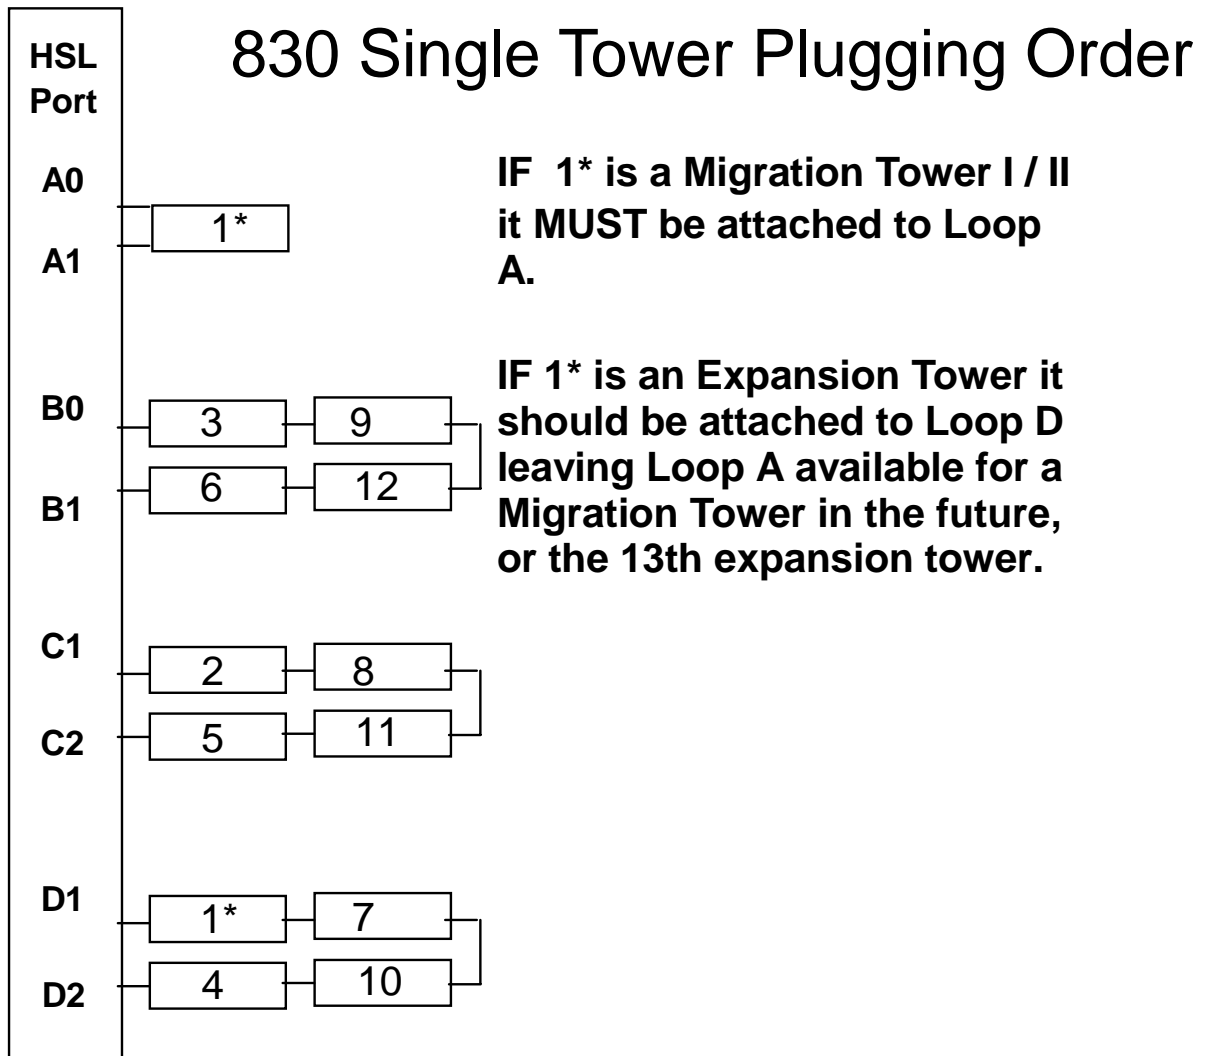 830 Single Tower Plugging Order
HSL
Port
A0
1*
A1
IF 1* is a Migration Tower I / II
it MUST be attached to Loop
A.
IF 1* is an Expansion Tower it
should be attached to Loop D
leaving Loop A available for a
Migration Tower in the future,
or the 13th expansion tower.
B0
3 9
6 12
B1
C1
2 8
5 11
C2
D1
1* 7
4 10
D2